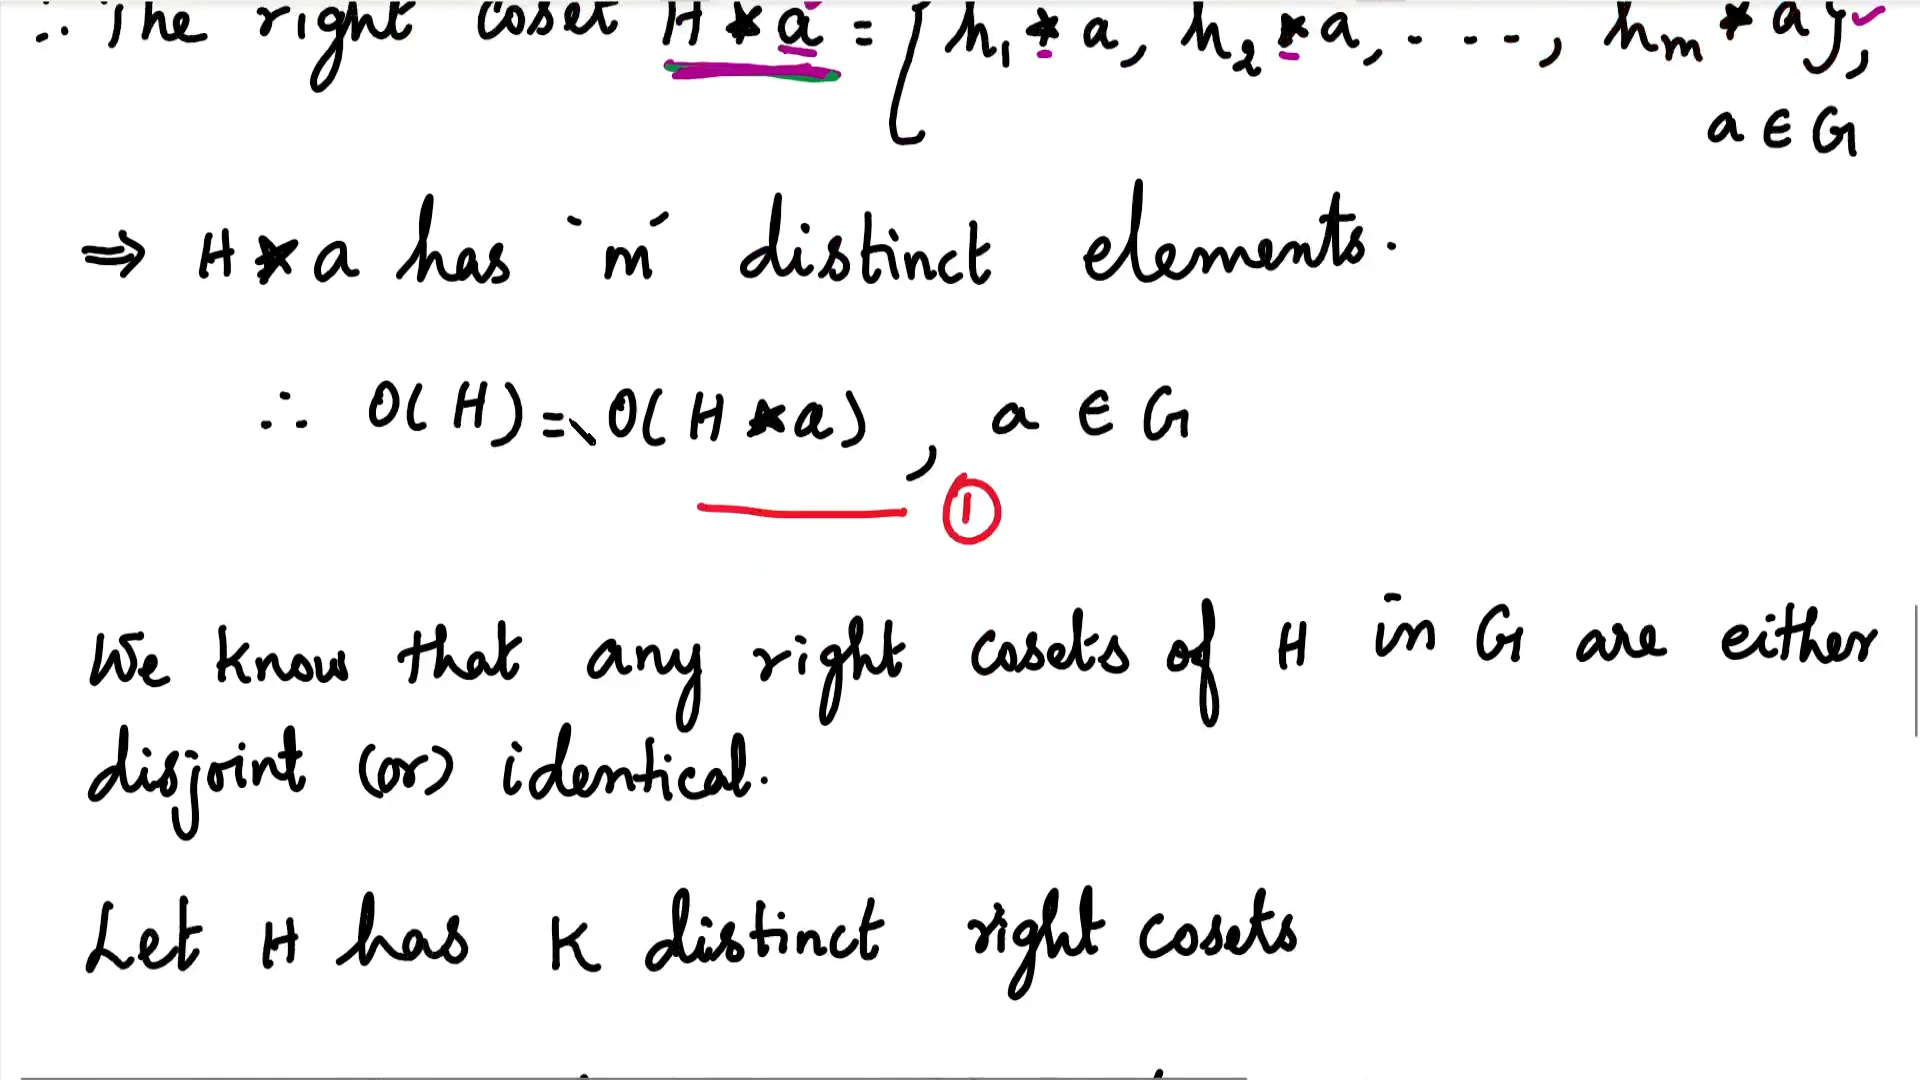 ∴ The right coset H * a = { h₁ * a, h₂ * a, . . . ., hₘ * a },
a ∈ G
⇒ H * a has 'm' distinct elements.
∴ O(H) = O(H * a), a ∈ G
①
We know that any right cosets of H in G are either
disjoint (or) identical.
Let H has K distinct right cosets